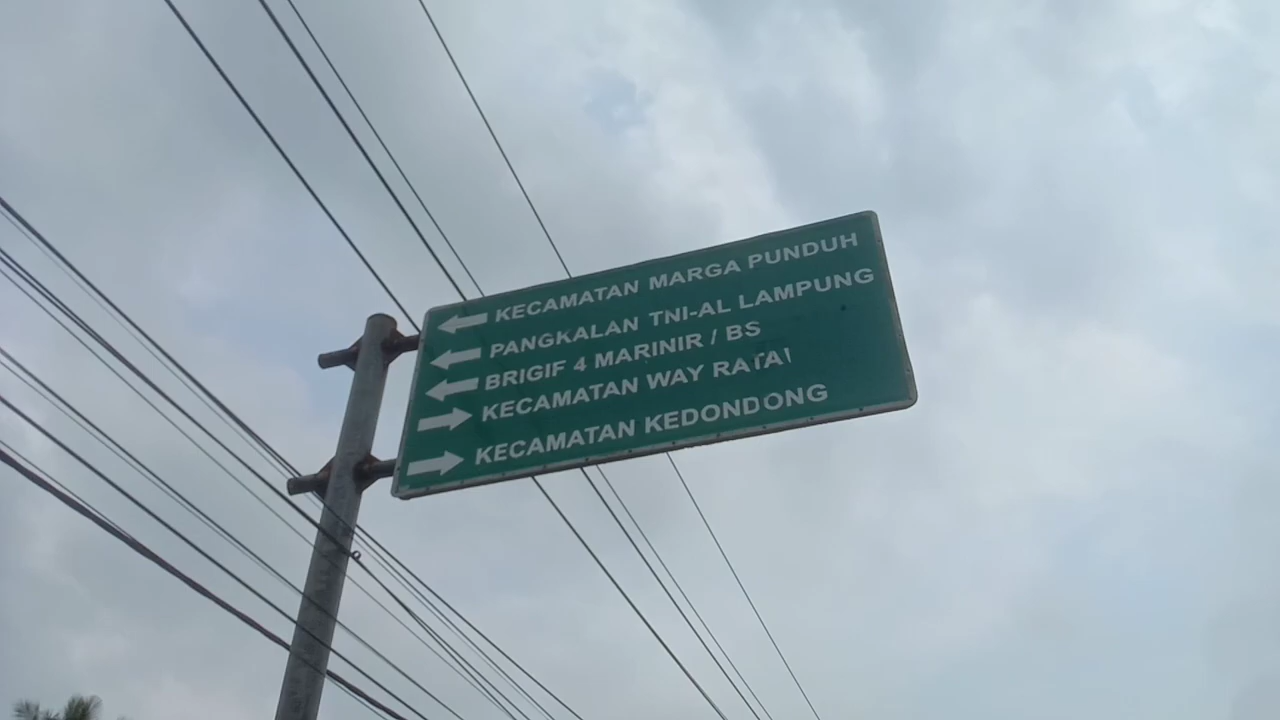 KECAMATAN MARGA PUNDUH
PANGKALAN TNI-AL LAMPUNG
BRIGIF 4 MARINIR / BS
KECAMATAN WAY RATAI
KECAMATAN KEDONDONG